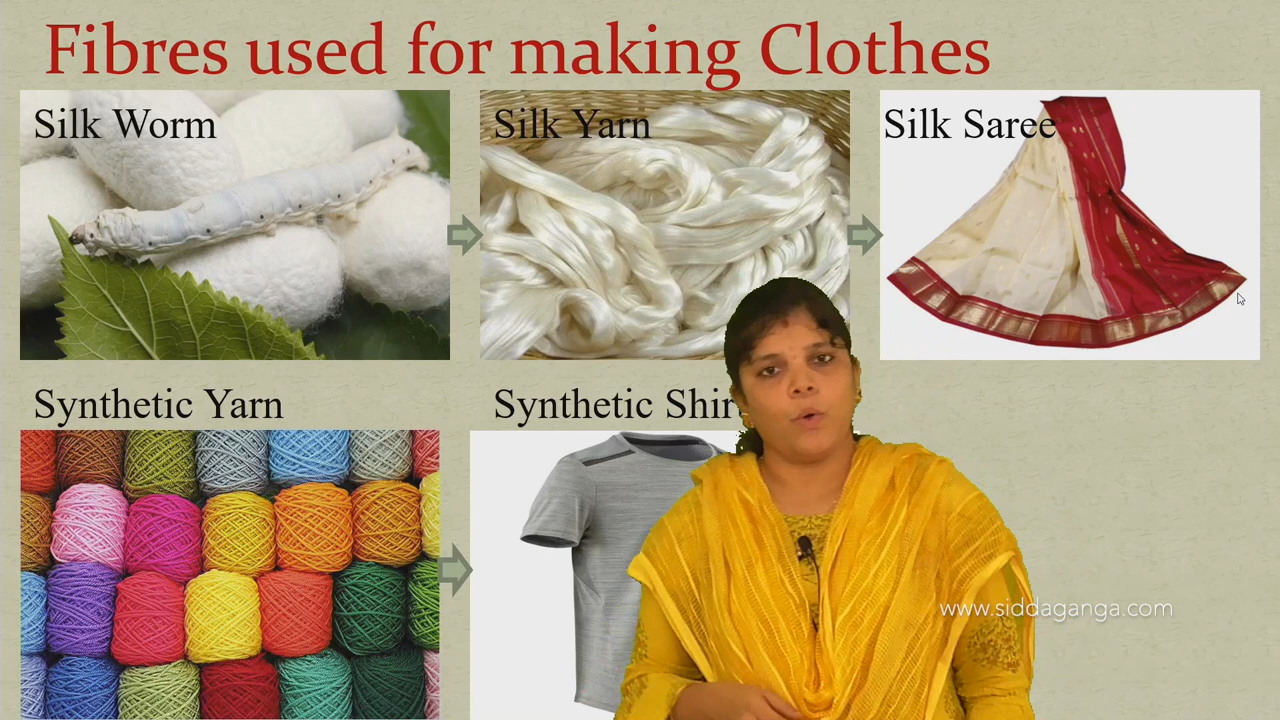 Fibres used for making Clothes
Silk Worm
Silk Yarn
Silk Saree
Synthetic Yarn
Synthetic Shir
www.siddaganga.com